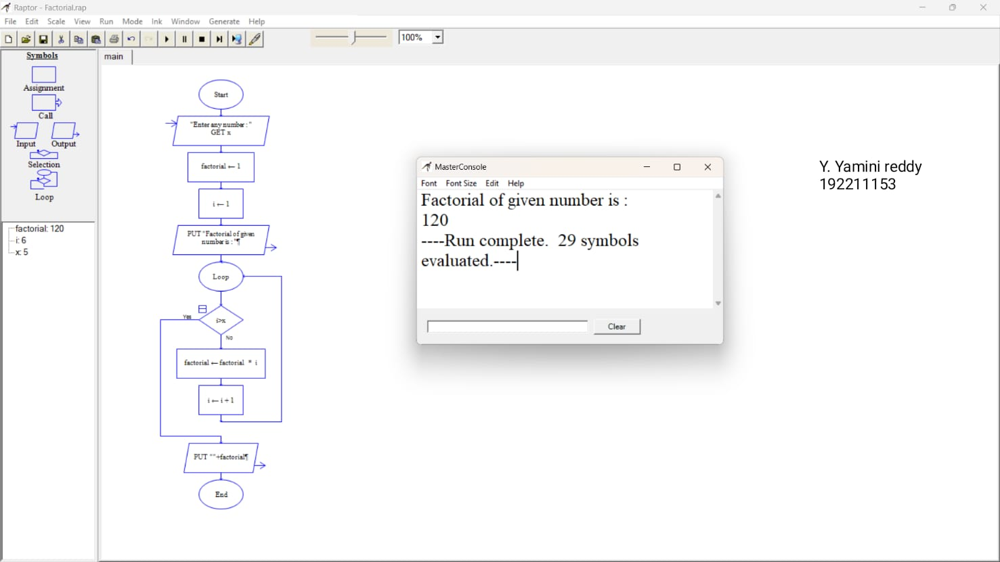 Raptor - Factorial.rap
File Edit Scale View Run Mode Ink Window Generate Help
100%
Symbols
Assignment
Call
Input Output
Selection
Loop
factorial: 120
i: 6
x: 5
main
Start
"Enter any number : "
GET x
factorial ← 1
i ← 1
PUT "Factorial of given
number is : "¶
Loop
Yes
i>x
No
factorial ← factorial * i
i ← i + 1
PUT ""+factorial¶
End
MasterConsole
Font Font Size Edit Help
Factorial of given number is :
120
----Run complete. 29 symbols
evaluated.----
Clear
Y. Yamini reddy
192211153